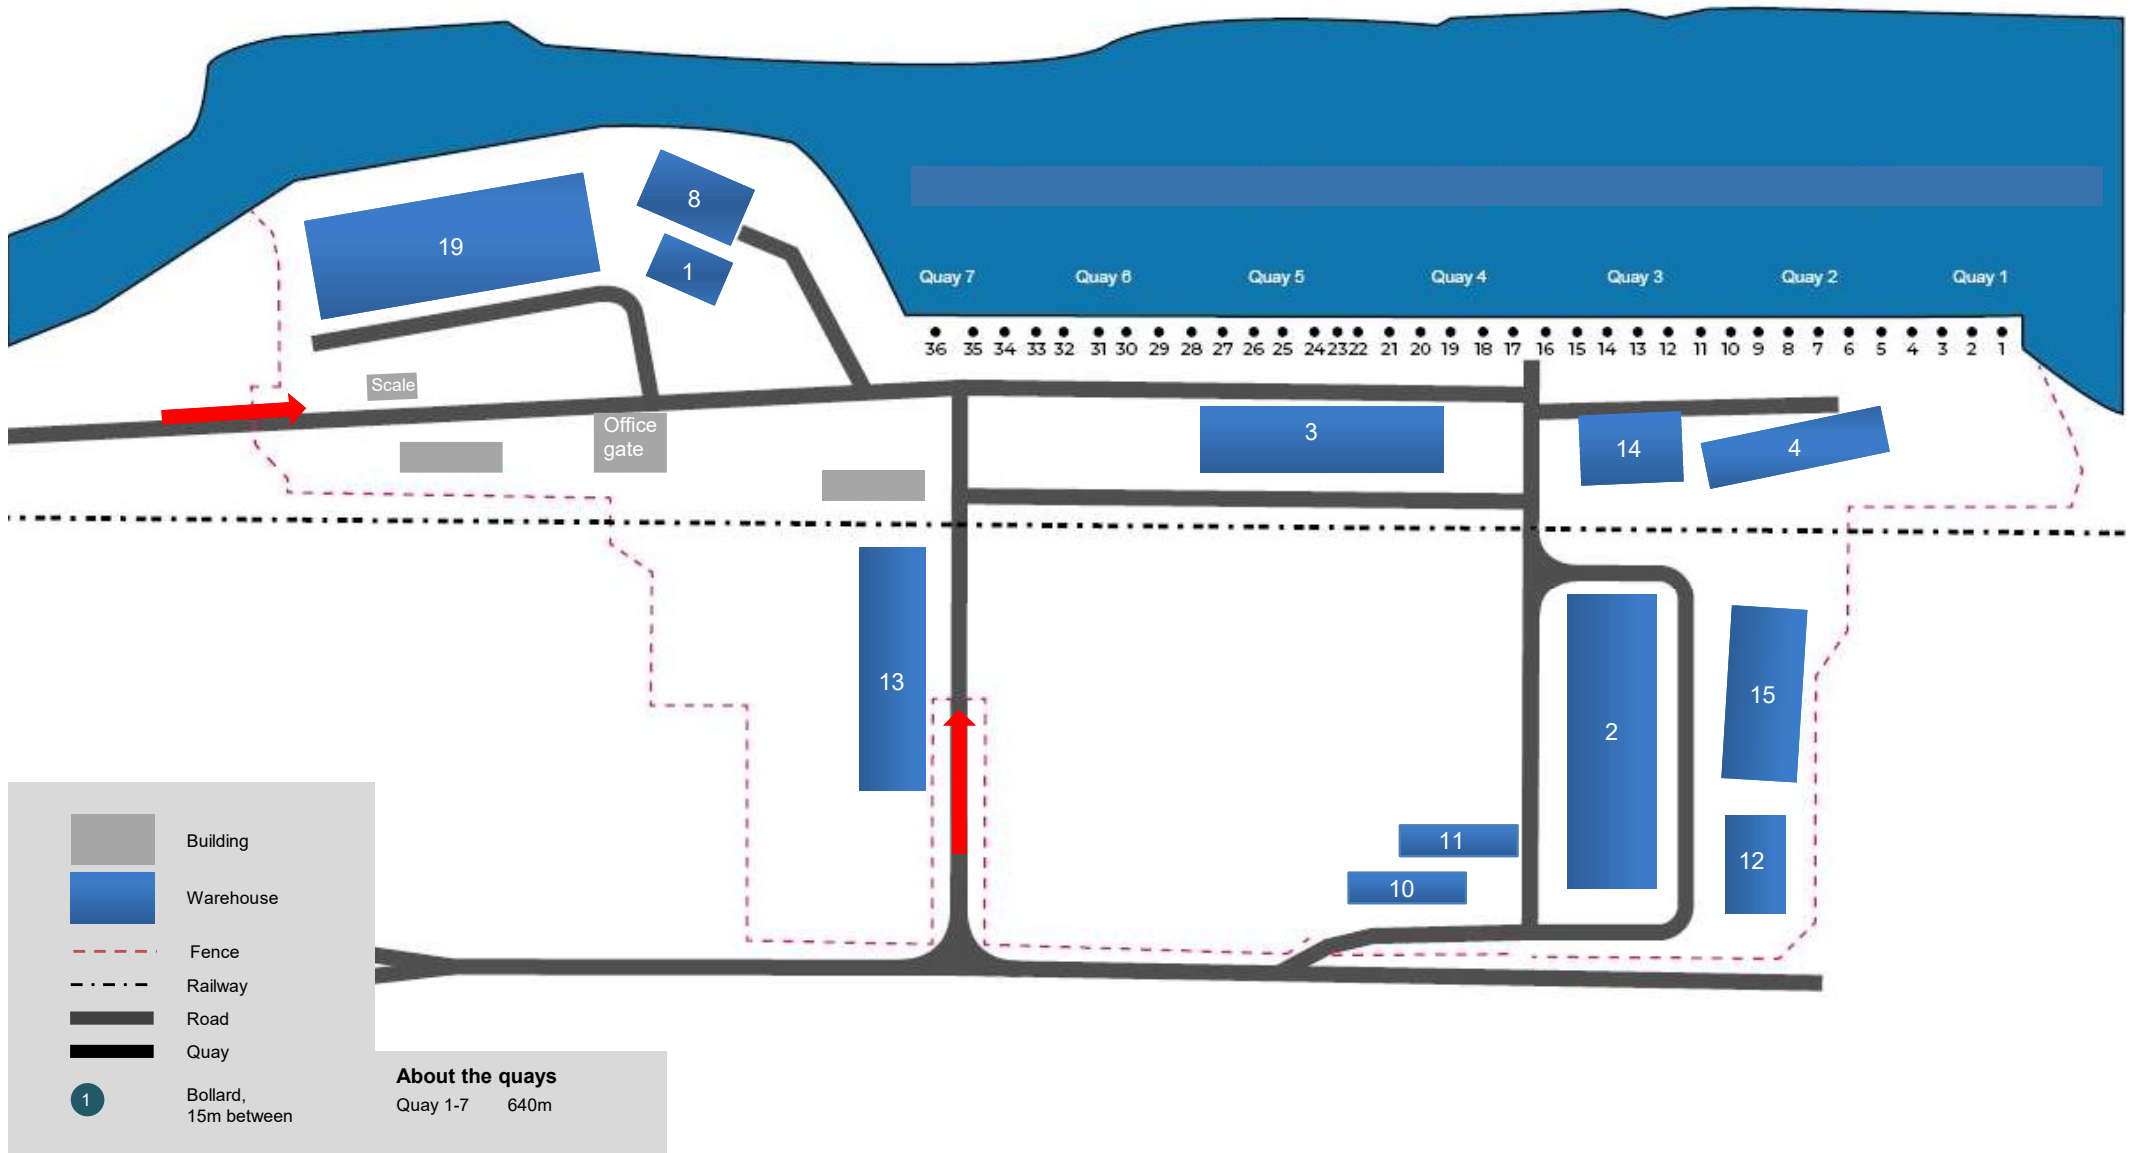 8
19
1
Quay 7 Quay 6 Quay 5 Quay 4 Quay 3 Quay 2 Quay 1
36 35 34 33 32 31 30 29 28 27 26 25 24 23 22 21 20 19 18 17 16 15 14 13 12 11 10 9 8 7 6 5 4 3 2 1
Scale
Office
gate
3
14
4
13
15
2
11
12
10
Building
Warehouse
Fence
Railway
Road
Quay
1
Bollard,
15m between
About the quays
Quay 1-7 640m